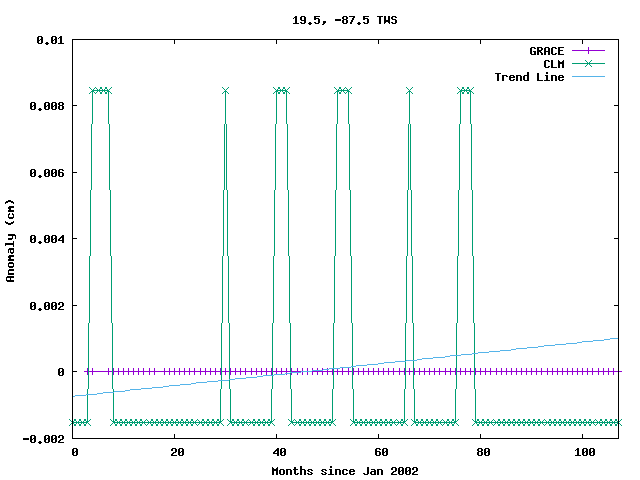 19.5, -87.5 TWS
GRACE
CLM
Trend Line
0.01
0.008
0.006
0.004
0.002
0
-0.002
Anomaly (cm)
0 20 40 60 80 100
Months since Jan 2002